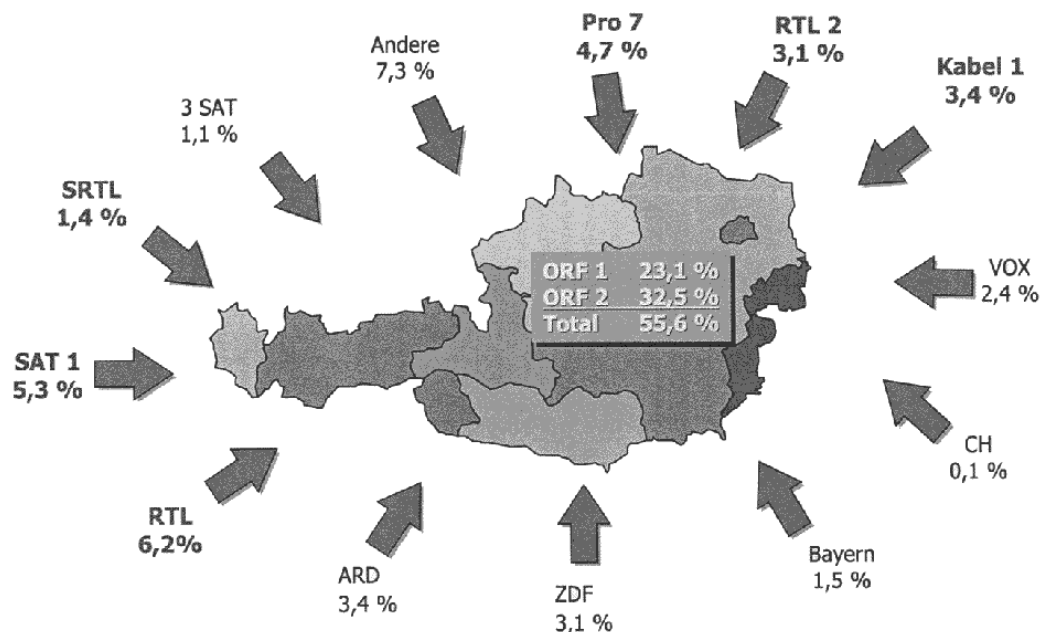 Pro 7
4,7 %
RTL 2
3,1 %
Andere
7,3 %
Kabel 1
3,4 %
3 SAT
1,1 %
SRTL
1,4 %
ORF 1 23,1 %
ORF 2 32,5 %
Total 55,6 %
VOX
2,4 %
SAT 1
5,3 %
CH
0,1 %
RTL
6,2%
Bayern
1,5 %
ARD
3,4 %
ZDF
3,1 %